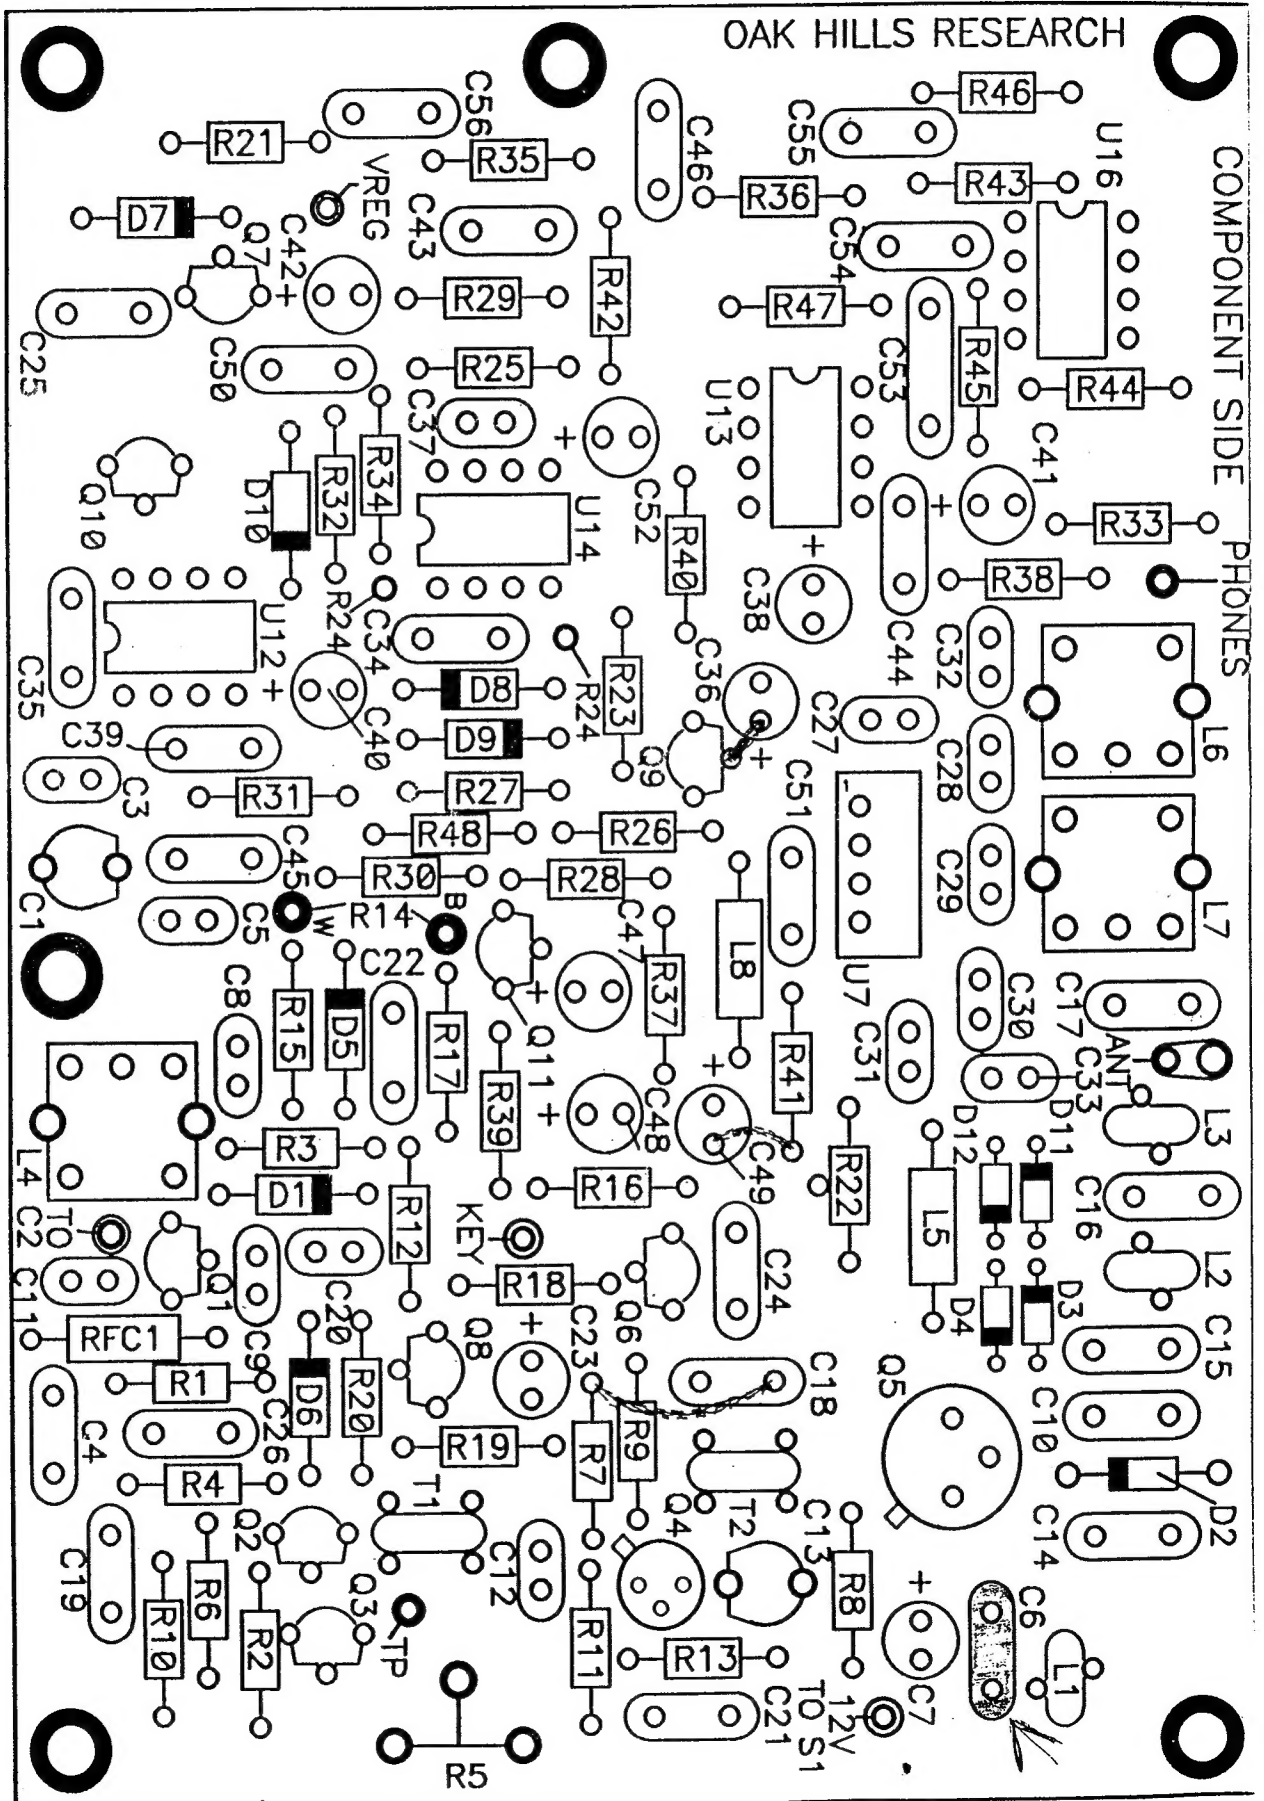 OAK HILLS RESEARCH
COMPONENT SIDE
R46
C56
C55
R21
R35
C46
U16
VREG
R36
R43
D7
Q7
C42
+
C43
R42
C54
R29
R47
C25
C50
R25
C37
C53
R45
R44
U13
+
C41
+
Q10
D10
R32
R34
U14
C52
R40
R33
PHONES
+
C38
R38
C44
C32
U12
+
R24
C34
C35
C40
D8
R24
R23
C36
+
C27
L6
C39
D9
Q9
C28
C3
R31
R27
C51
R48
R26
C1
C45
R30
R28
C29
L7
C5
W
R14
B
C47
+
R37
L8
U7
C8
R15
D5
C22
R17
Q11
R41
C31
C30
C17
ANT
C33
R39
+
C48
+
C49
D12
D11
L3
L4
R3
D1
R12
R16
R22
L5
C16
TO
C2
KEY
C24
L2
C11
Q1
C20
R18
Q6
D4
D3
RFC1
C9
Q8
+
C23
C15
R1
D6
R20
C18
Q5
C4
C26
R19
R7
R9
C10
R4
T1
T2
D2
Q2
Q4
C13
C14
C19
R10
R6
R2
Q3
TP
C12
R11
R8
+
C7
C6
L1
R13
C21
12V
TO S1
R5